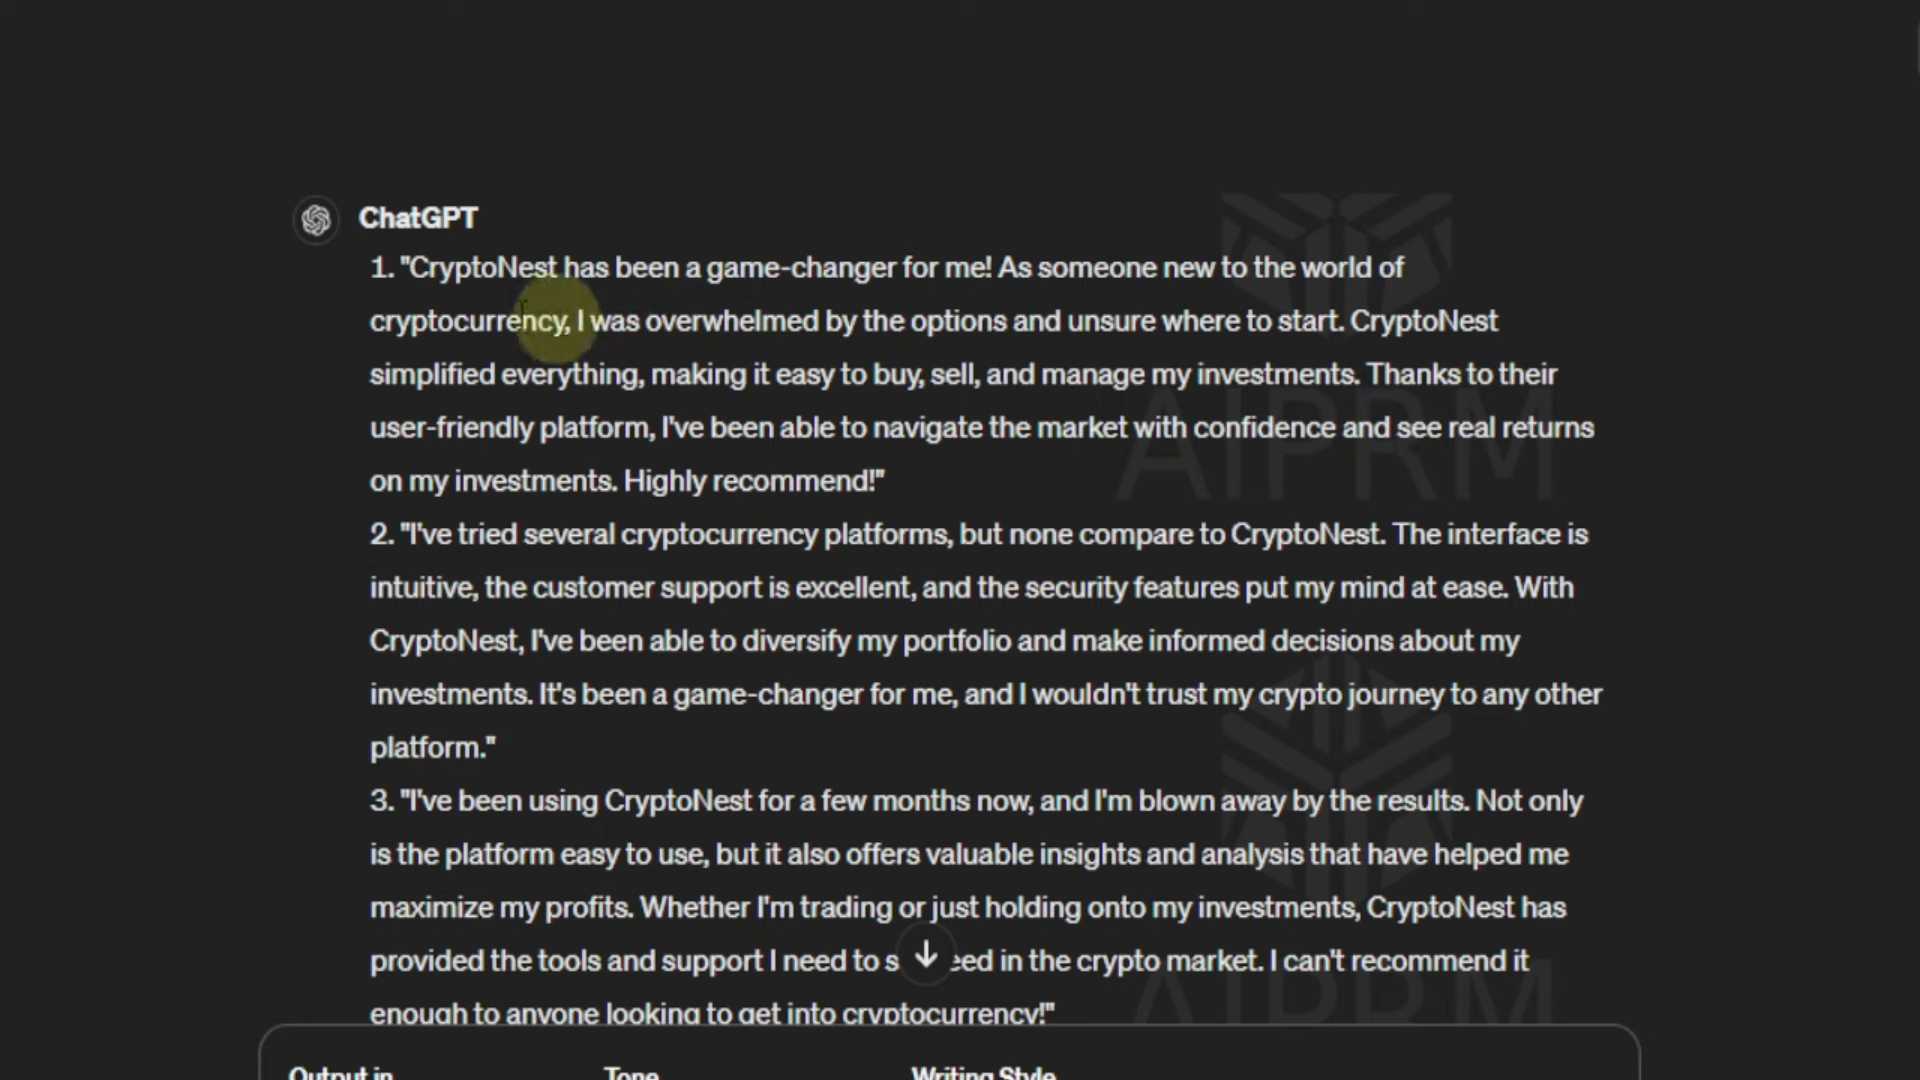 ChatGPT
1. "CryptoNest has been a game-changer for me! As someone new to the world of
cryptocurrency, I was overwhelmed by the options and unsure where to start. CryptoNest
simplified everything, making it easy to buy, sell, and manage my investments. Thanks to their
user-friendly platform, I've been able to navigate the market with confidence and see real returns
on my investments. Highly recommend!"
2. "I've tried several cryptocurrency platforms, but none compare to CryptoNest. The interface is
intuitive, the customer support is excellent, and the security features put my mind at ease. With
CryptoNest, I've been able to diversify my portfolio and make informed decisions about my
investments. It's been a game-changer for me, and I wouldn't trust my crypto journey to any other
platform."
3. "I've been using CryptoNest for a few months now, and I'm blown away by the results. Not only
is the platform easy to use, but it also offers valuable insights and analysis that have helped me
maximize my profits. Whether I'm trading or just holding onto my investments, CryptoNest has
provided the tools and support I need to in the crypto market. I can't recommend it
enough to anyone looking to get into cryptocurrency!"
Output in Tone Writing Style
AIPRM
AIPRM